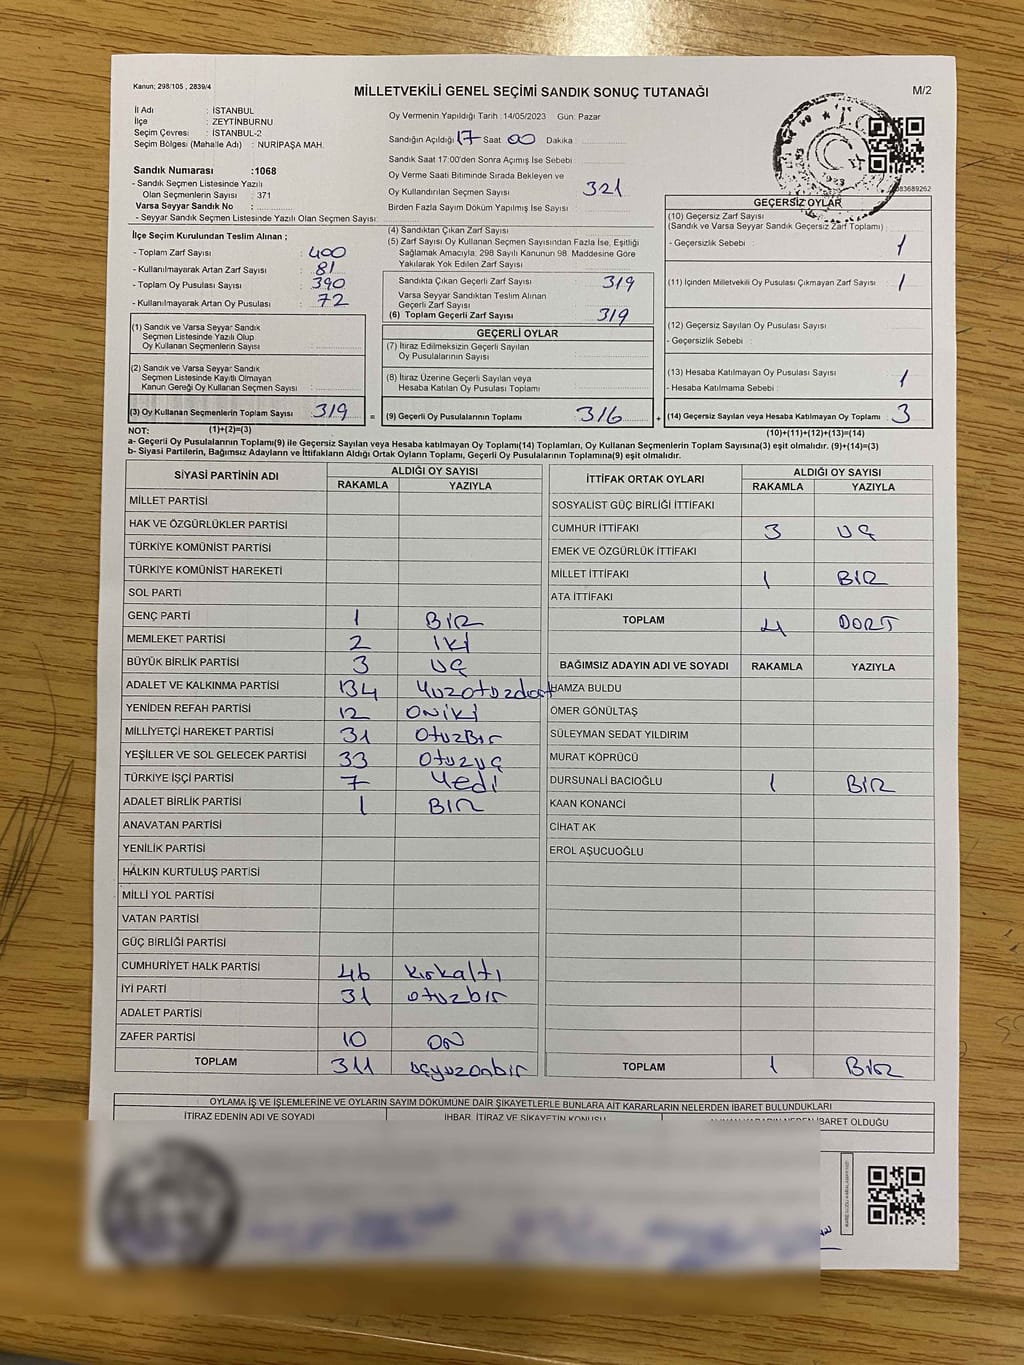 Kanun; 298/105 , 2839/4
MİLLETVEKİLİ GENEL SEÇİMİ SANDIK SONUÇ TUTANAĞI
M/2
İl Adı : İSTANBUL
İlçe : ZEYTİNBURNU
Seçim Çevresi : İSTANBUL-2
Seçim Bölgesi (Mahalle Adı) : NURİPAŞA MAH.
Sandık Numarası :1068
- Sandık Seçmen Listesinde Yazılı
Olan Seçmenlerin Sayısı : 371
Varsa Seyyar Sandık No :
- Seyyar Sandık Seçmen Listesinde Yazılı Olan Seçmen Sayısı:
Oy Vermenin Yapıldığı Tarih :14/05/2023 Gün: Pazar
Sandığın Açıldığı 17 Saat 00 Dakika
Sandık Saat 17:00'den Sonra Açımış İse Sebebi
Oy Verme Saati Bitiminde Sırada Bekleyen ve
Oy Kullandırılan Seçmen Sayısı 321
Birden Fazla Sayım Döküm Yapılmış İse Sayısı
İlçe Seçim Kurulundan Teslim Alınan ;
- Toplam Zarf Sayısı : 400
- Kullanılmayarak Artan Zarf Sayısı : 81
- Toplam Oy Pusulası Sayısı : 390
- Kullanılmayarak Artan Oy Pusulası : 72
(4) Sandıktan Çıkan Zarf Sayısı
(5) Zarf Sayısı Oy Kullanan Seçmen Sayısından Fazla İse, Eşitliği
Sağlamak Amacıyla; 298 Sayılı Kanunun 98. Maddesine Göre
Yakılarak Yok Edilen Zarf Sayısı
Sandıkta Çıkan Geçerli Zarf Sayısı 319
Varsa Seyyar Sandıktan Teslim Alınan
Geçerli Zarf Sayısı
(6) Toplam Geçerli Zarf Sayısı 319
GEÇERSİZ OYLAR
(10) Geçersiz Zarf Sayısı
(Sandık ve Varsa Seyyar Sandık Geçersiz Zarf Toplamı) :
- Geçersizlik Sebebi : 1
(11) İçinden Milletvekili Oy Pusulası Çıkmayan Zarf Sayısı : 1
(12) Geçersiz Sayılan Oy Pusulası Sayısı :
- Geçersizlik Sebebi :
(13) Hesaba Katılmayan Oy Pusulası Sayısı : 1
- Hesaba Katılmama Sebebi :
(14) Geçersiz Sayılan veya Hesaba Katılmayan Oy Toplamı : 3
(10)+(11)+(12)+(13)=(14)
(1) Sandık ve Varsa Seyyar Sandık
Seçmen Listesinde Yazılı Olup
Oy Kullanan Seçmenlerin Sayısı :
(2) Sandık ve Varsa Seyyar Sandık
Seçmen Listesinde Kayıtlı Olmayan
Kanun Gereği Oy Kullanan Seçmen Sayısı :
(3) Oy Kullanan Seçmenlerin Toplam Sayısı : 319 =
(1)+(2)=(3)
GEÇERLİ OYLAR
(7) İtiraz Edilmeksizin Geçerli Sayılan
Oy Pusulalarının Sayısı :
(8) İtiraz Üzerine Geçerli Sayılan veya
Hesaba Katılan Oy Pusulası Toplamı :
(9) Geçerli Oy Pusulalarının Toplamı : 316 +
NOT:
a- Geçerli Oy Pusulalarının Toplamı(9) ile Geçersiz Sayılan veya Hesaba katılmayan Oy Toplamı(14) Toplamları, Oy Kullanan Seçmenlerin Toplam Sayısına(3) eşit olmalıdır. (9)+(14)=(3)
b- Siyasi Partilerin, Bağımsız Adayların ve İttifakların Aldığı Ortak Oyların Toplamı, Geçerli Oy Pusulalarının Toplamına(9) eşit olmalıdır.
SİYASİ PARTİNİN ADI ALDIĞI OY SAYISI
RAKAMLA YAZIYLA
MİLLET PARTİSİ
HAK VE ÖZGÜRLÜKLER PARTİSİ
TÜRKİYE KOMÜNİST PARTİSİ
TÜRKİYE KOMÜNİST HAREKETİ
SOL PARTİ
GENÇ PARTİ 1 BİR
MEMLEKET PARTİSİ 2 İKİ
BÜYÜK BİRLİK PARTİSİ 3 UÇ
ADALET VE KALKINMA PARTİSİ 134 Yuzotuzdort
YENİDEN REFAH PARTİSİ 12 ONİKİ
MİLLİYETÇİ HAREKET PARTİSİ 31 OtuzBir
YEŞİLLER VE SOL GELECEK PARTİSİ 33 Otuzuç
TÜRKİYE İŞÇİ PARTİSİ 7 Yedi
ADALET BİRLİK PARTİSİ 1 BIR
ANAVATAN PARTİSİ
YENİLİK PARTİSİ
HALKIN KURTULUŞ PARTİSİ
MİLLİ YOL PARTİSİ
VATAN PARTİSİ
GÜÇ BİRLİĞİ PARTİSİ
CUMHURİYET HALK PARTİSİ 46 Kırkaltı
İYİ PARTİ 31 otuzbir
ADALET PARTİSİ
ZAFER PARTİSİ 10 ON
TOPLAM 311 uçyuzonbir
İTTİFAK ORTAK OYLARI ALDIĞI OY SAYISI
RAKAMLA YAZIYLA
SOSYALİST GÜÇ BİRLİĞİ İTTİFAKI
CUMHUR İTTİFAKI 3 UÇ
EMEK VE ÖZGÜRLÜK İTTİFAKI
MİLLET İTTİFAKI 1 BİR
ATA İTTİFAKI
TOPLAM 4 DORT
BAĞIMSIZ ADAYIN ADI VE SOYADI RAKAMLA YAZIYLA
HAMZA BULDU
ÖMER GÖNÜLTAŞ
SÜLEYMAN SEDAT YILDIRIM
MURAT KÖPRÜCÜ
DURSUNALİ BACIOĞLU 1 BİR
KAAN KONANCİ
CİHAT AK
EROL AŞUCUOĞLU
TOPLAM 1 BİR
OYLAMA İŞ VE İŞLEMLERİNE VE OYLARIN SAYIM DÖKÜMÜNE DAİR ŞİKAYETLERLE BUNLARA AİT KARARLARIN NELERDEN İBARET BULUNDUKLARI
İTİRAZ EDENİN ADI VE SOYADI İHBAR, İTİRAZ VE ŞİKAYETİN KONUSU İBARET OLDUĞU